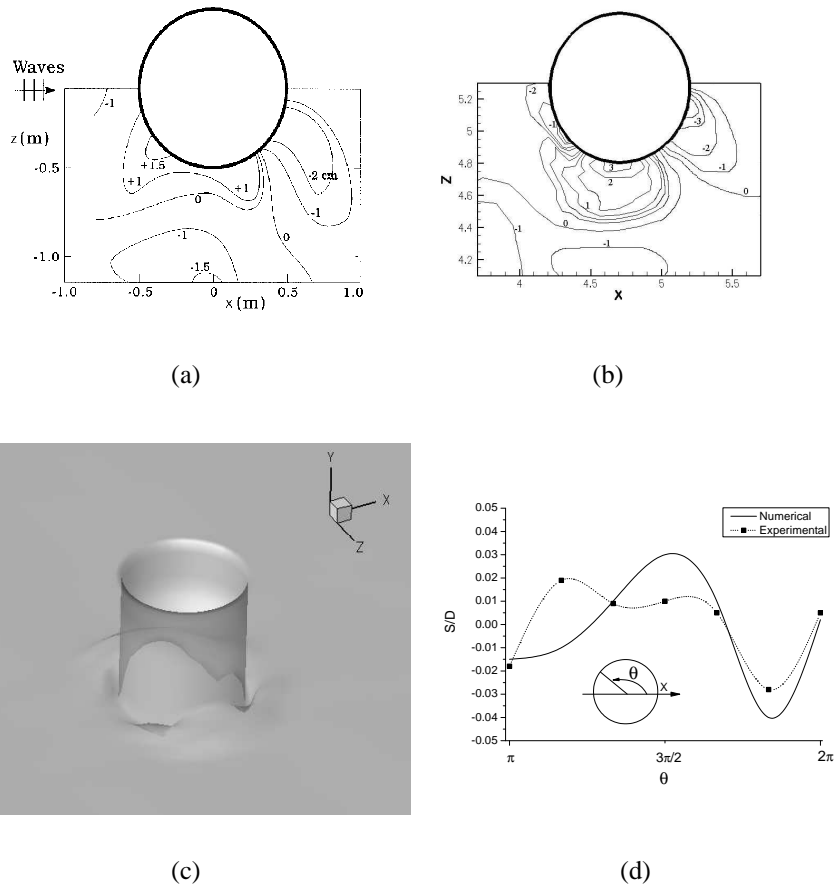 Waves
z(m)
-0.5
-1.0
-1
+1.5
+1
+1
0
-2 cm
-1
-1
0
-1.5
-1.0
-0.5
0
0.5
1.0
x(m)
(a)
5.2
5
4.8
4.6
4.4
4.2
Z
-2
-1
3
2
1
-3
-2
-1
0
0
-1
-1
4
4.5
5
5.5
X
(b)
Y
X
Z
(c)
0.05
0.04
0.03
0.02
0.01
0.00
-0.01
-0.02
-0.03
-0.04
-0.05
S/D
Numerical
Experimental
θ
X
π
3π/2
2π
θ
(d)